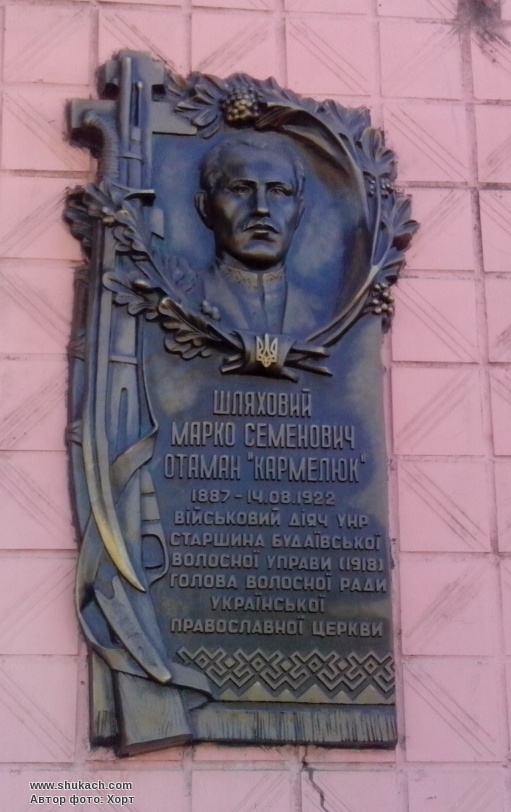 ШЛЯХОВИЙ
МАРКО СЕМЕНОВИЧ
ОТАМАН "КАРМЕЛЮК"
1887-14.08.1922
ВІЙСЬКОВИЙ ДІЯЧ УНР
СТАРШИНА БУДАЇВСЬКОЇ
ВОЛОСНОЇ УПРАВИ (1918)
ГОЛОВА ВОЛОСНОЇ РАДИ
УКРАЇНСЬКОЇ
ПРАВОСЛАВНОЇ ЦЕРКВИ
www.shukach.com
Автор фото: Хорт